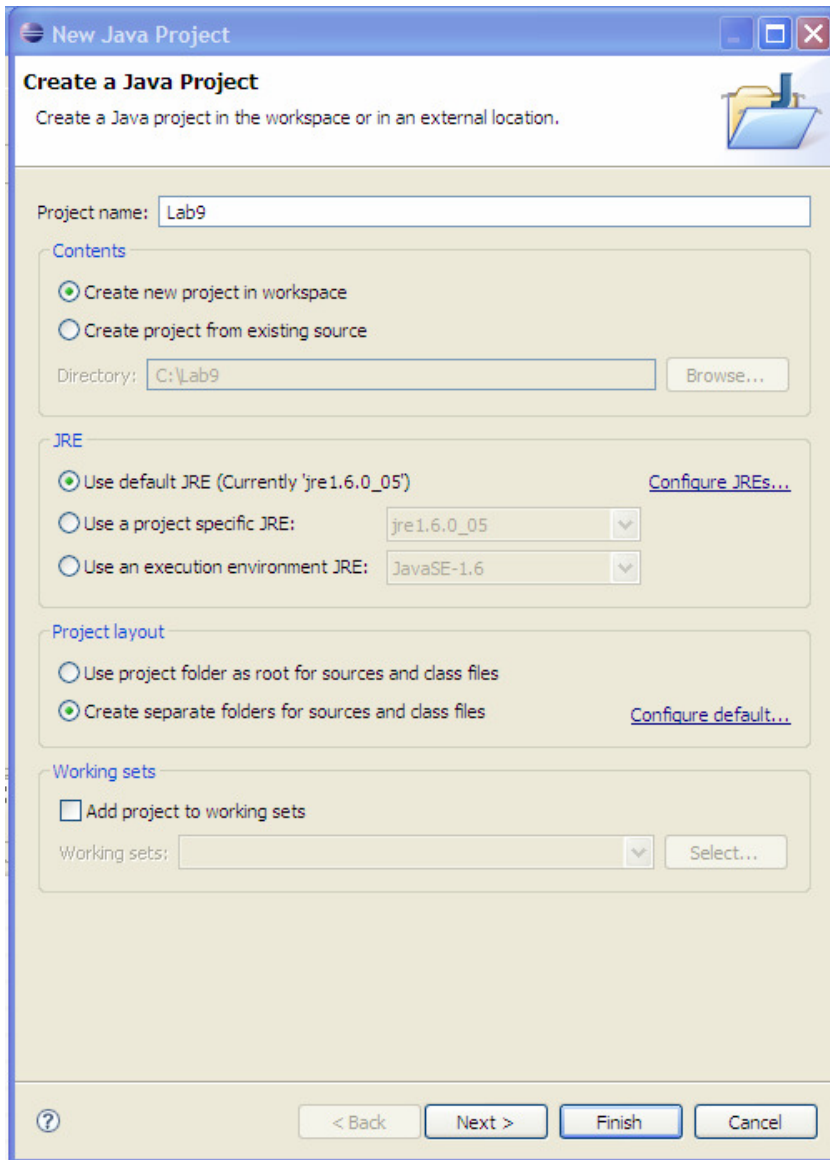 New Java Project
Create a Java Project
Create a Java project in the workspace or in an external location.
Project name: Lab9
Contents
Create new project in workspace
Create project from existing source
Directory: C:\Lab9 Browse...
JRE
Use default JRE (Currently 'jre1.6.0_05') Configure JREs...
Use a project specific JRE: jre1.6.0_05
Use an execution environment JRE: JavaSE-1.6
Project layout
Use project folder as root for sources and class files
Create separate folders for sources and class files Configure default...
Working sets
Add project to working sets
Working sets: Select...
? < Back Next > Finish Cancel